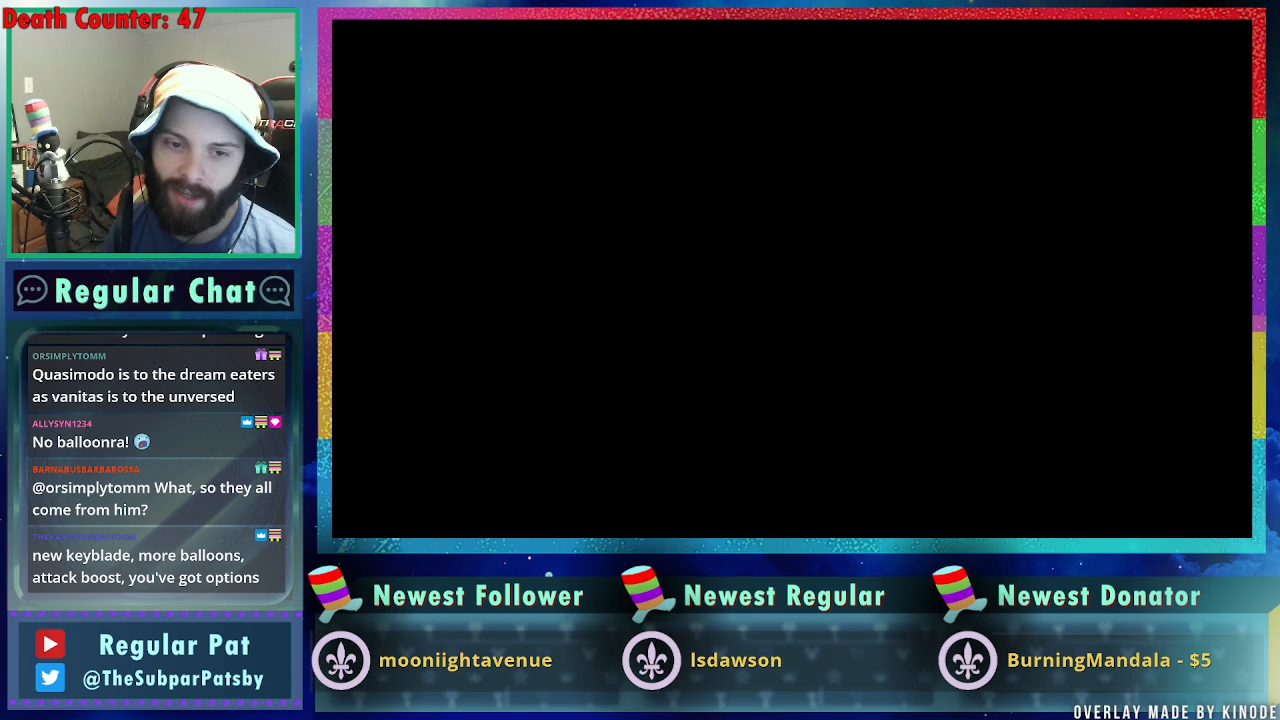 Death Counter: 47
Regular Chat
ORSIMPLYTOMM
Quasimodo is to the dream eaters
as vanitas is to the unversed
ALLYSYN1234
No balloonra!
BARNABUSBARBAROSSA
@orsimplytomm What, so they all
come from him?
new keyblade, more balloons,
attack boost, you've got options
Regular Pat
@TheSubparPatsby
Newest Follower
mooniightavenue
Newest Regular
lsdawson
Newest Donator
BurningMandala - $5
OVERLAY MADE BY KINODE